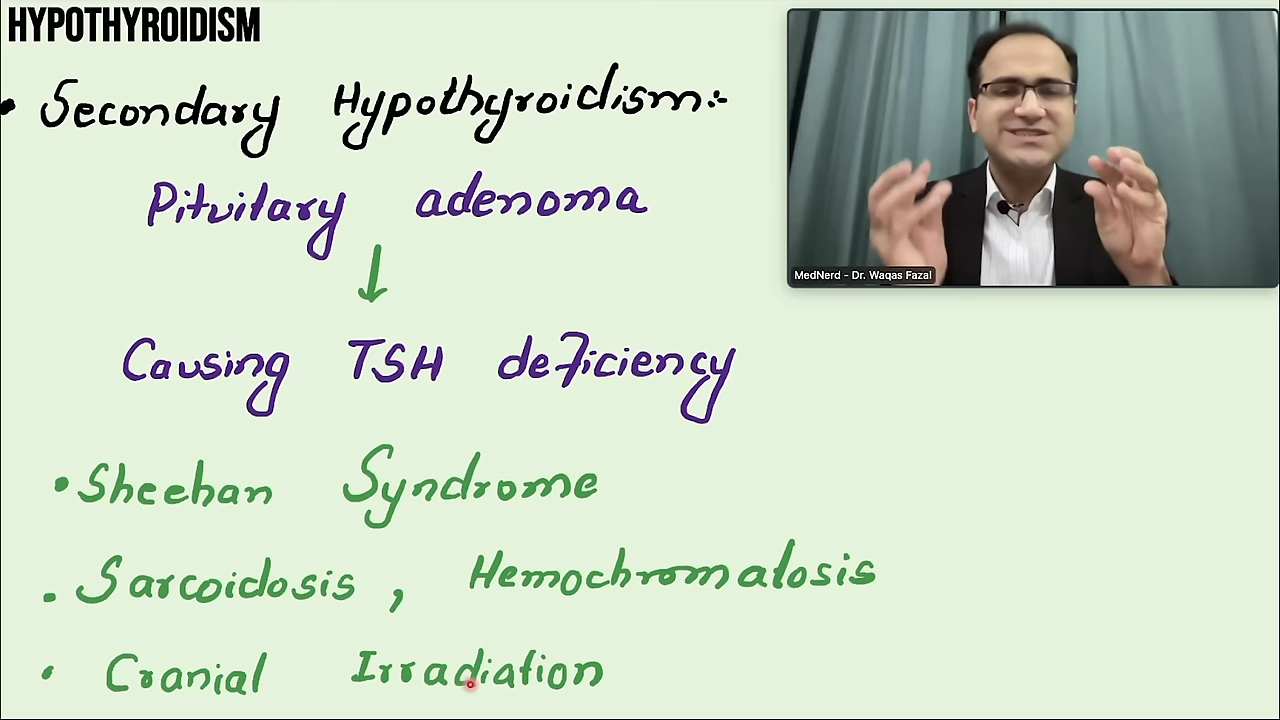 HYPOTHYROIDISM
• Secondary Hypothyroidism:-
Pituitary adenoma
↓
Causing TSH deficiency
• Sheehan Syndrome
• Sarcoidosis, Hemochromatosis
• Cranial Irradiation
MedNerd - Dr. Waqas Fazal